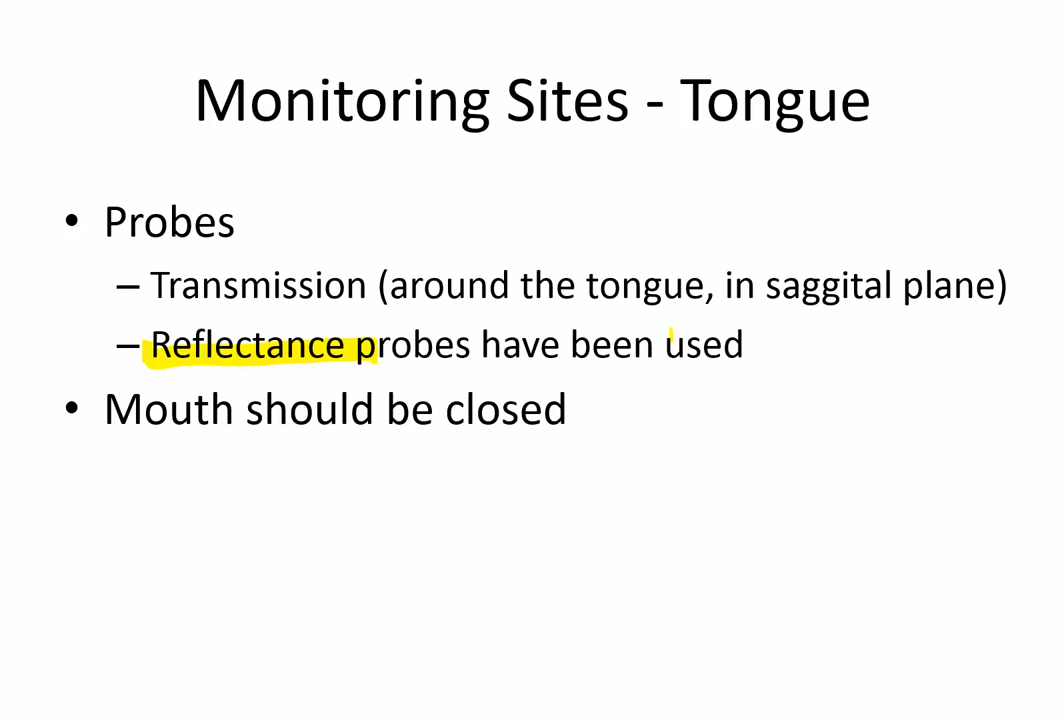 Monitoring Sites - Tongue
• Probes
– Transmission (around the tongue, in saggital plane)
– Reflectance probes have been used
• Mouth should be closed